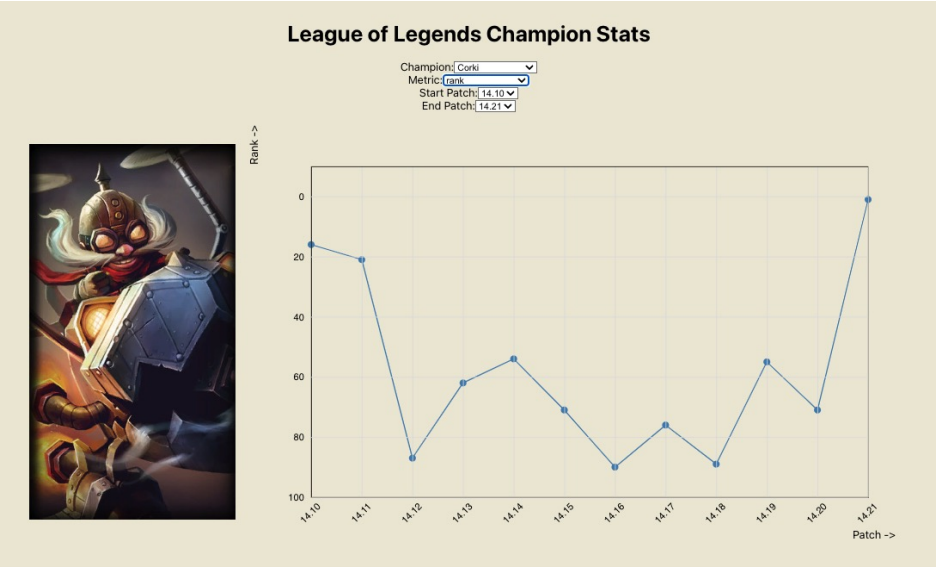 League of Legends Champion Stats
Champion: Corki
Metric: rank
Start Patch: 14.10
End Patch: 14.21
Rank ->
0
20
40
60
80
100
14.10 14.11 14.12 14.13 14.14 14.15 14.16 14.17 14.18 14.19 14.20 14.21
Patch ->